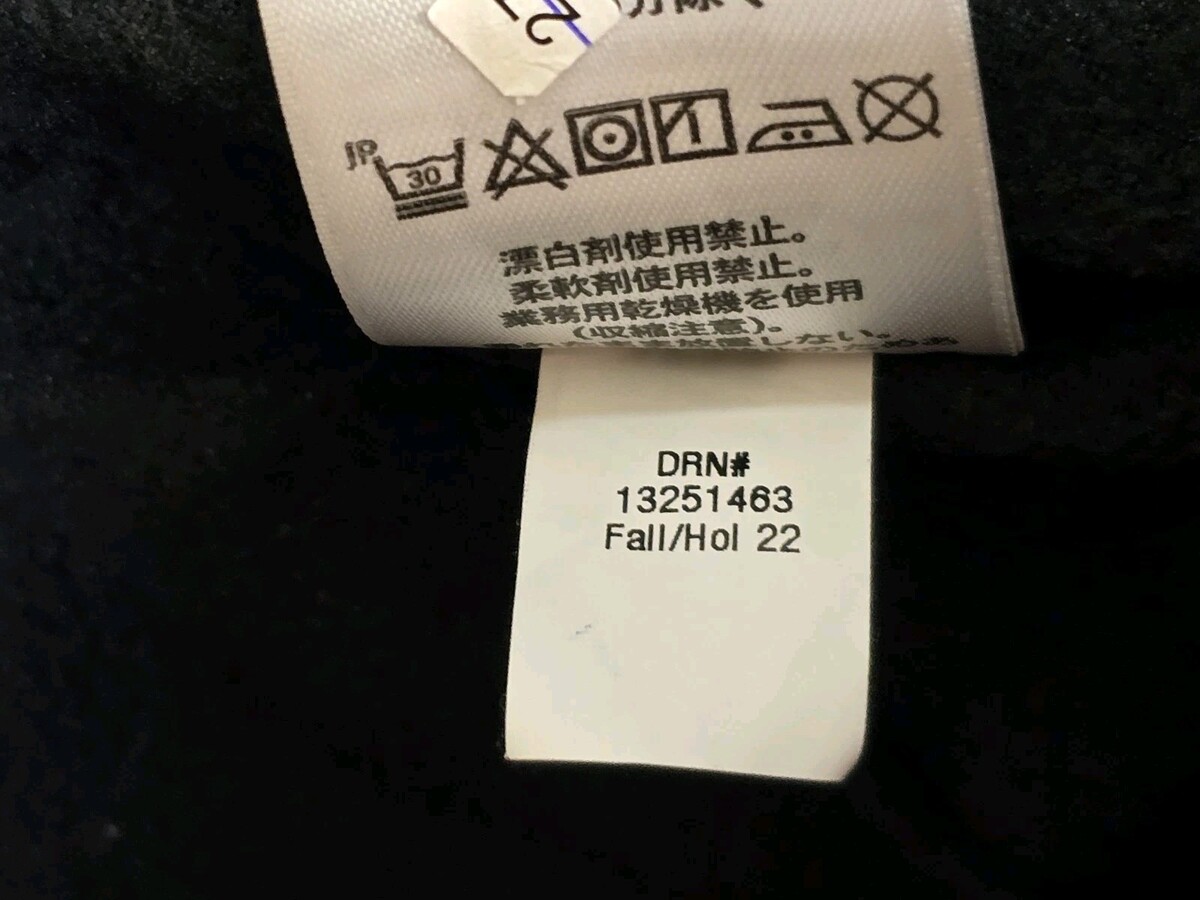 JP
30
漂白剤使用禁止。
柔軟剤使用禁止。
業務用乾燥機を使用
(収縮注意)。
DRN#
13251463
Fall/Hol 22